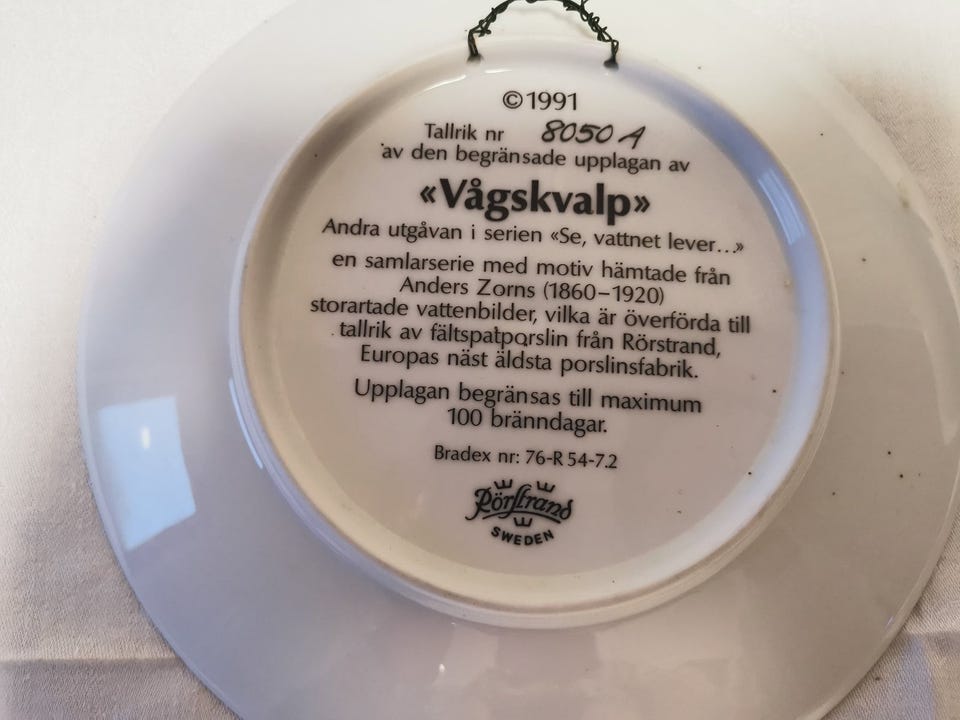 ©1991
Tallrik nr 8050 A
av den begränsade upplagan av
«Vågskvalp»
Andra utgåvan i serien «Se, vattnet lever...»
en samlarserie med motiv hämtade från
Anders Zorns (1860–1920)
storartade vattenbilder, vilka är överförda till
tallrik av fältspatporslin från Rörstrand,
Europas näst äldsta porslinsfabrik.
Upplagan begränsas till maximum
100 bränndagar.
Bradex nr: 76-R 54-7.2
Rörstrand
SWEDEN